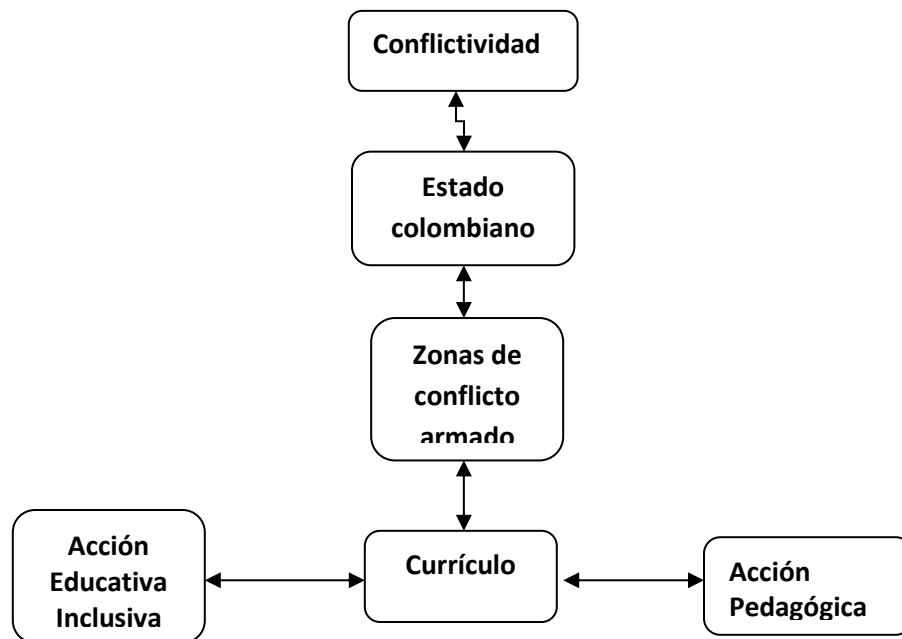 Conflictividad
Estado
colombiano
Zonas de
conflicto
armado
Acción
Educativa
Inclusiva
Currículo
Acción
Pedagógica